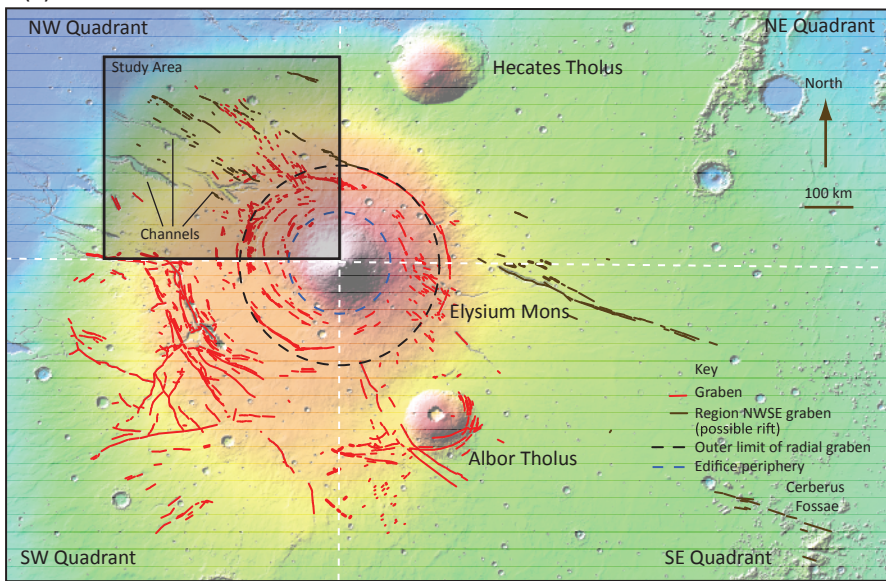 NW Quadrant
NE Quadrant
Study Area
Hecates Tholus
North
100 km
Channels
Elysium Mons
Key
Graben
Region NWSE graben
(possible rift)
Outer limit of radial graben
Edifice periphery
Albor Tholus
Cerberus
Fossae
SW Quadrant
SE Quadrant